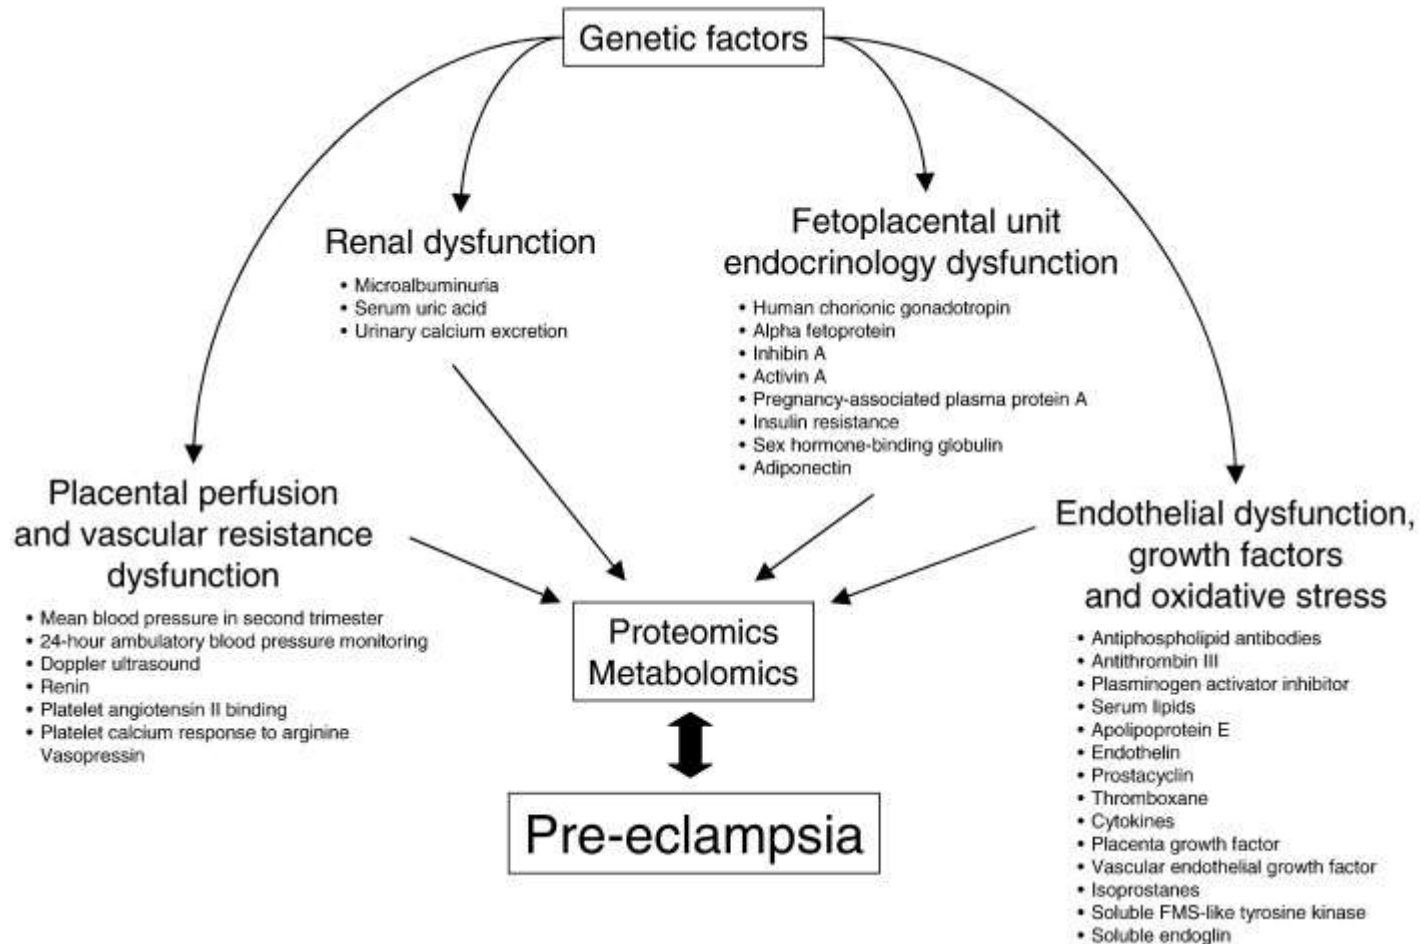 Genetic factors
Renal dysfunction
• Microalbuminuria
• Serum uric acid
• Urinary calcium excretion
Fetoplacental unit
endocrinology dysfunction
• Human chorionic gonadotropin
• Alpha fetoprotein
• Inhibin A
• Activin A
• Pregnancy-associated plasma protein A
• Insulin resistance
• Sex hormone-binding globulin
• Adiponectin
Placental perfusion
and vascular resistance
dysfunction
• Mean blood pressure in second trimester
• 24-hour ambulatory blood pressure monitoring
• Doppler ultrasound
• Renin
• Platelet angiotensin II binding
• Platelet calcium response to arginine
Vasopressin
Endothelial dysfunction,
growth factors
and oxidative stress
• Antiphospholipid antibodies
• Antithrombin III
• Plasminogen activator inhibitor
• Serum lipids
• Apolipoprotein E
• Endothelin
• Prostacyclin
• Thromboxane
• Cytokines
• Placenta growth factor
• Vascular endothelial growth factor
• Isoprostanes
• Soluble FMS-like tyrosine kinase
• Soluble endoglin
Proteomics
Metabolomics
Pre-eclampsia